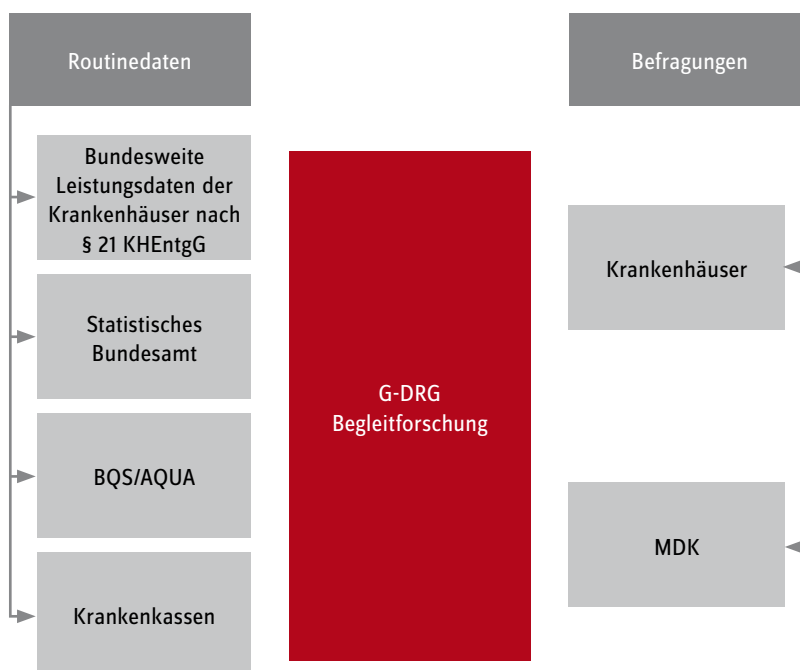 Routinedaten
Bundesweite
Leistungsdaten der
Krankenhäuser nach
§ 21 KHEntgG
Statistisches
Bundesamt
BQS/AQUA
Krankenkassen
G-DRG
Begleitforschung
Befragungen
Krankenhäuser
MDK